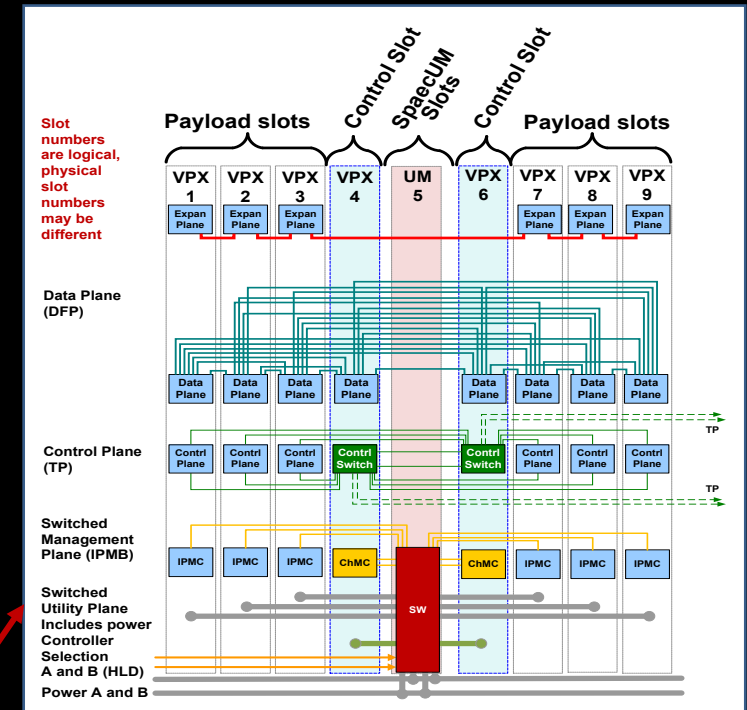 Control Slot
SpaecUM
Slots
Control Slot
Slot
numbers
are logical,
physical
slot
numbers
may be
different
Payload slots
Payload slots
VPX
1
VPX
2
VPX
3
VPX
4
UM
5
VPX
6
VPX
7
VPX
8
VPX
9
Expan
Plane
Expan
Plane
Expan
Plane
Expan
Plane
Expan
Plane
Expan
Plane
Data Plane
(DFP)
Data
Plane
Data
Plane
Data
Plane
Data
Plane
Data
Plane
Data
Plane
Data
Plane
Data
Plane
TP
Control Plane
(TP)
Contrl
Plane
Contrl
Plane
Contrl
Plane
Contrl
Switch
Contrl
Switch
Contrl
Plane
Contrl
Plane
Contrl
Plane
TP
Switched
Management
Plane (IPMB)
IPMC
IPMC
IPMC
ChMC
ChMC
IPMC
IPMC
IPMC
SW
Switched
Utility Plane
Includes power
Controller
Selection
A and B (HLD)
Power A and B